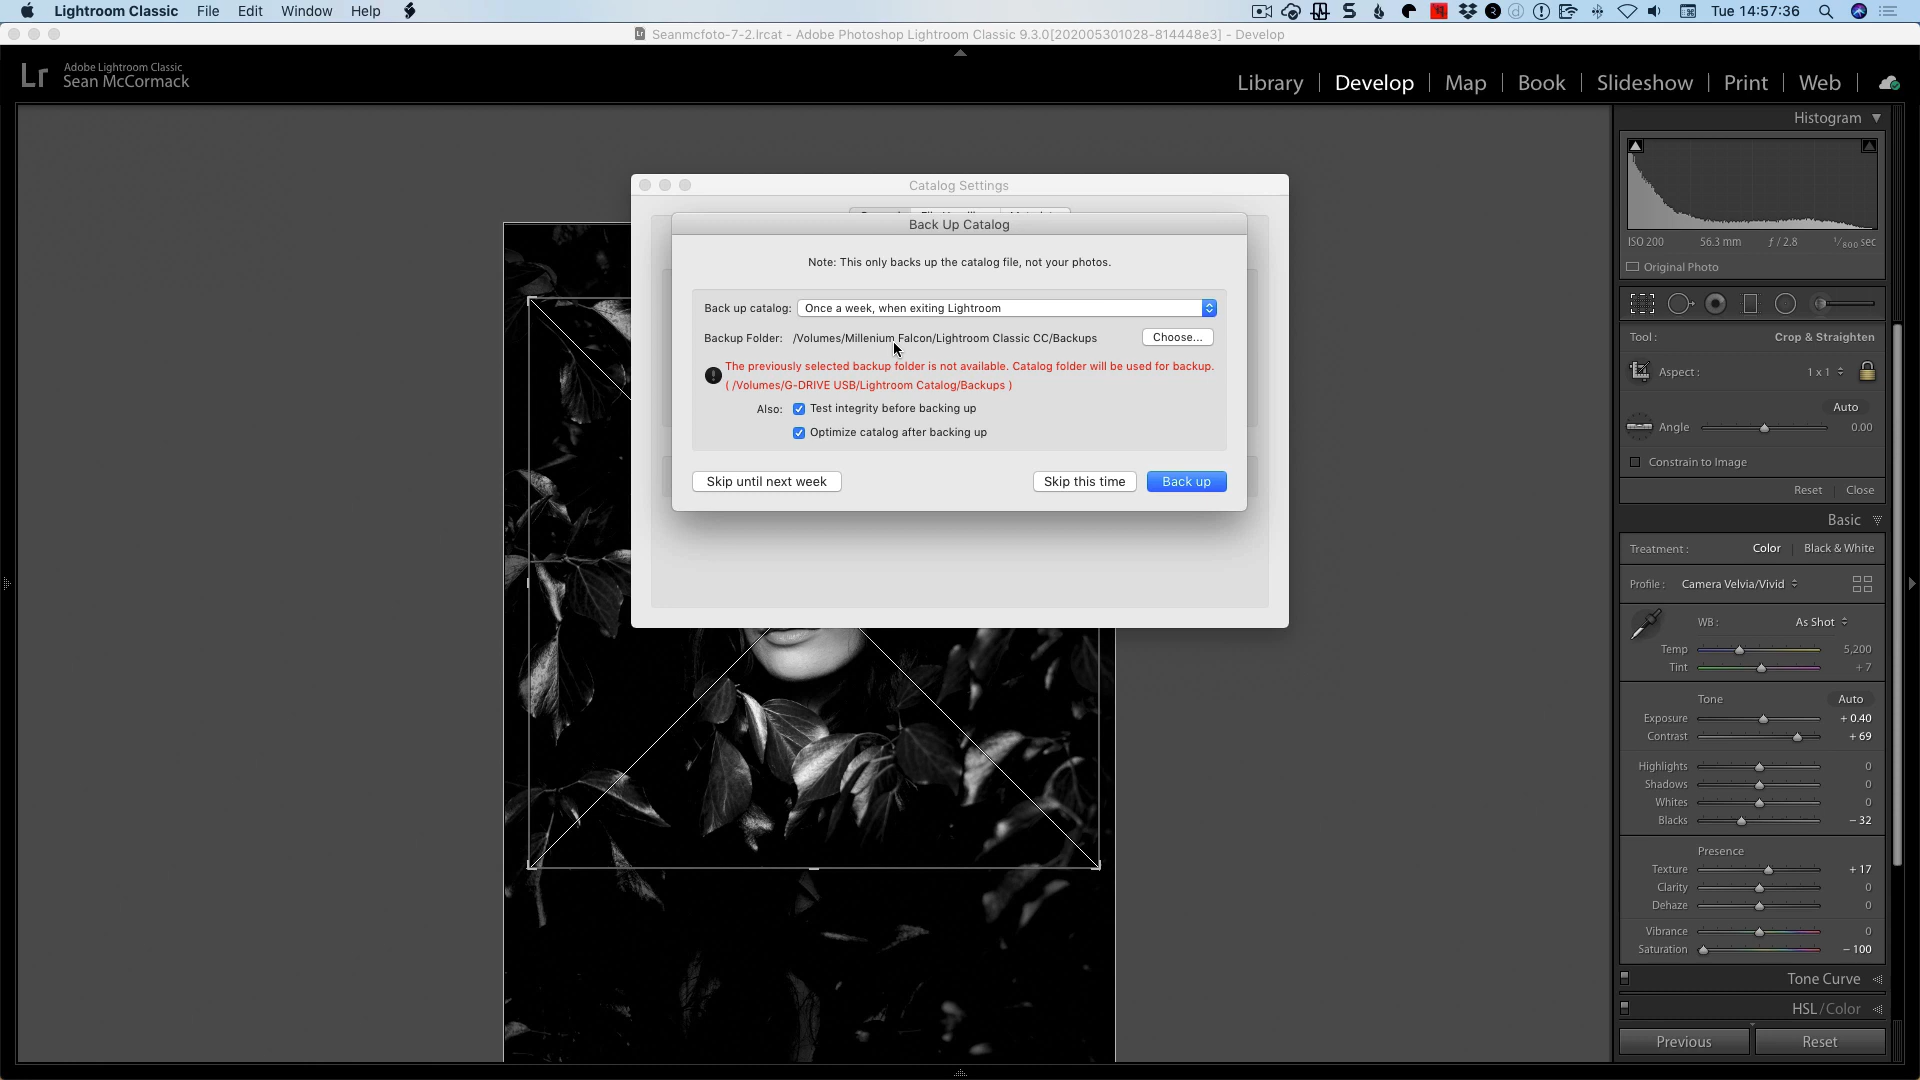 Lightroom Classic File Edit Window Help Tue 14:57:36
Seanmcfoto-7-2.lrcat - Adobe Photoshop Lightroom Classic 9.3.0[202005301028-814448e3] - Develop
Lr Adobe Lightroom Classic
Sean McCormack
Library | Develop | Map | Book | Slideshow | Print | Web |
Histogram
ISO 200 56.3 mm ƒ / 2.8 1/800 sec
Original Photo
Tool : Crop & Straighten
Aspect : 1 x 1
Auto
Angle 0.00
Constrain to Image
Reset Close
Basic
Treatment : Color | Black & White
Profile : Camera Velvia/Vivid
WB : As Shot
Temp 5,200
Tint + 7
Tone Auto
Exposure + 0.40
Contrast + 69
Highlights 0
Shadows 0
Whites 0
Blacks – 32
Presence
Texture + 17
Clarity 0
Dehaze 0
Vibrance 0
Saturation – 100
Tone Curve
HSL / Color
Previous Reset
Catalog Settings
Back Up Catalog
Note: This only backs up the catalog file, not your photos.
Back up catalog: Once a week, when exiting Lightroom
Backup Folder: /Volumes/Millenium Falcon/Lightroom Classic CC/Backups Choose...
The previously selected backup folder is not available. Catalog folder will be used for backup.
( /Volumes/G-DRIVE USB/Lightroom Catalog/Backups )
Also: Test integrity before backing up
Optimize catalog after backing up
Skip until next week Skip this time Back up